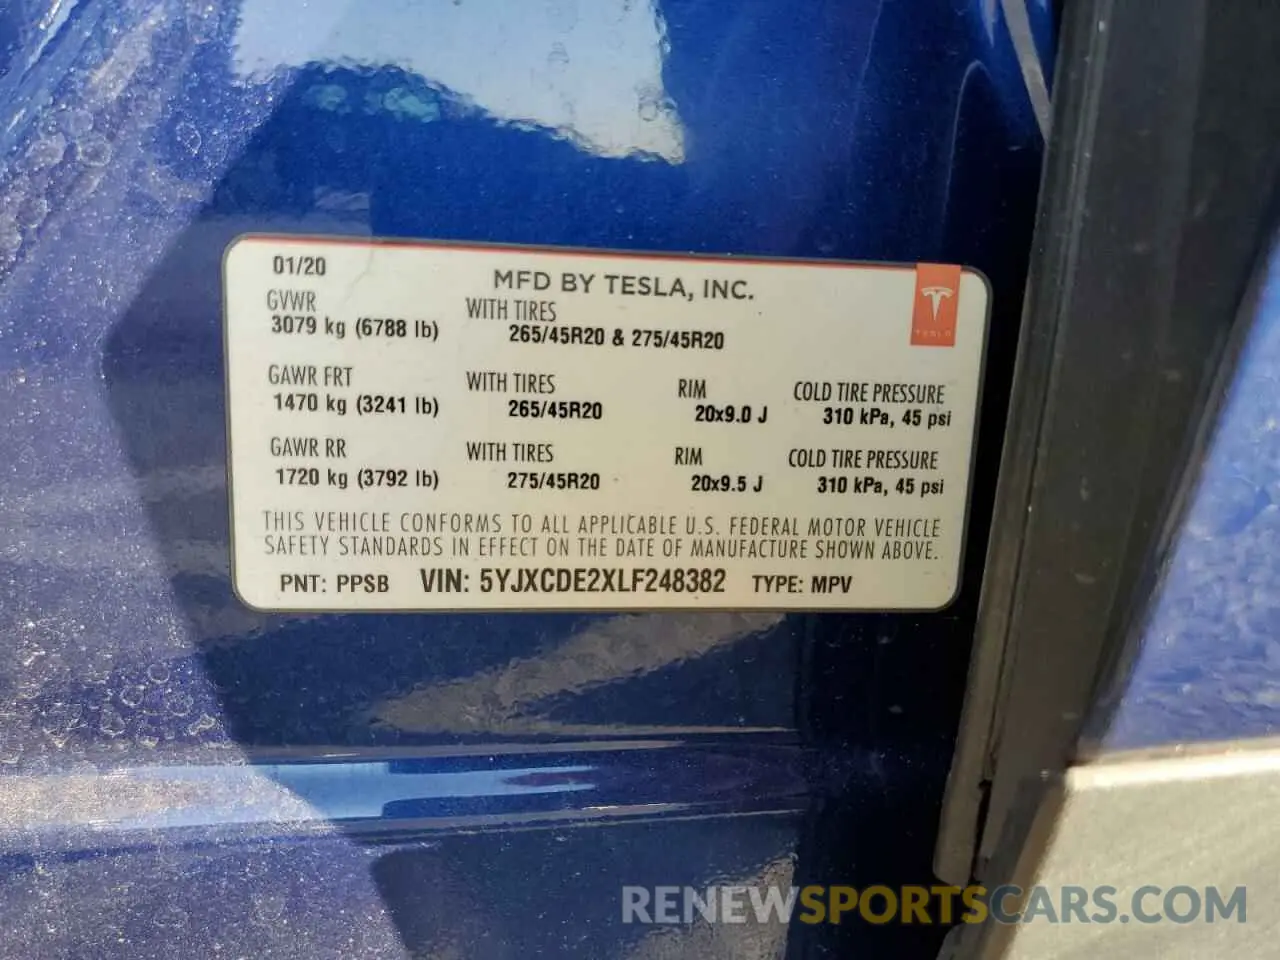 01/20
MFD BY TESLA, INC.
GVWR
3079 kg (6788 lb)
WITH TIRES
265/45R20 & 275/45R20
TESLA
GAWR FRT
1470 kg (3241 lb)
WITH TIRES
265/45R20
RIM
20x9.0 J
COLD TIRE PRESSURE
310 kPa, 45 psi
GAWR RR
1720 kg (3792 lb)
WITH TIRES
275/45R20
RIM
20x9.5 J
COLD TIRE PRESSURE
310 kPa, 45 psi
THIS VEHICLE CONFORMS TO ALL APPLICABLE U.S. FEDERAL MOTOR VEHICLE
SAFETY STANDARDS IN EFFECT ON THE DATE OF MANUFACTURE SHOWN ABOVE.
PNT: PPSB VIN: 5YJXCDE2XLF248382 TYPE: MPV
RENEWSPORTSCARS.COM